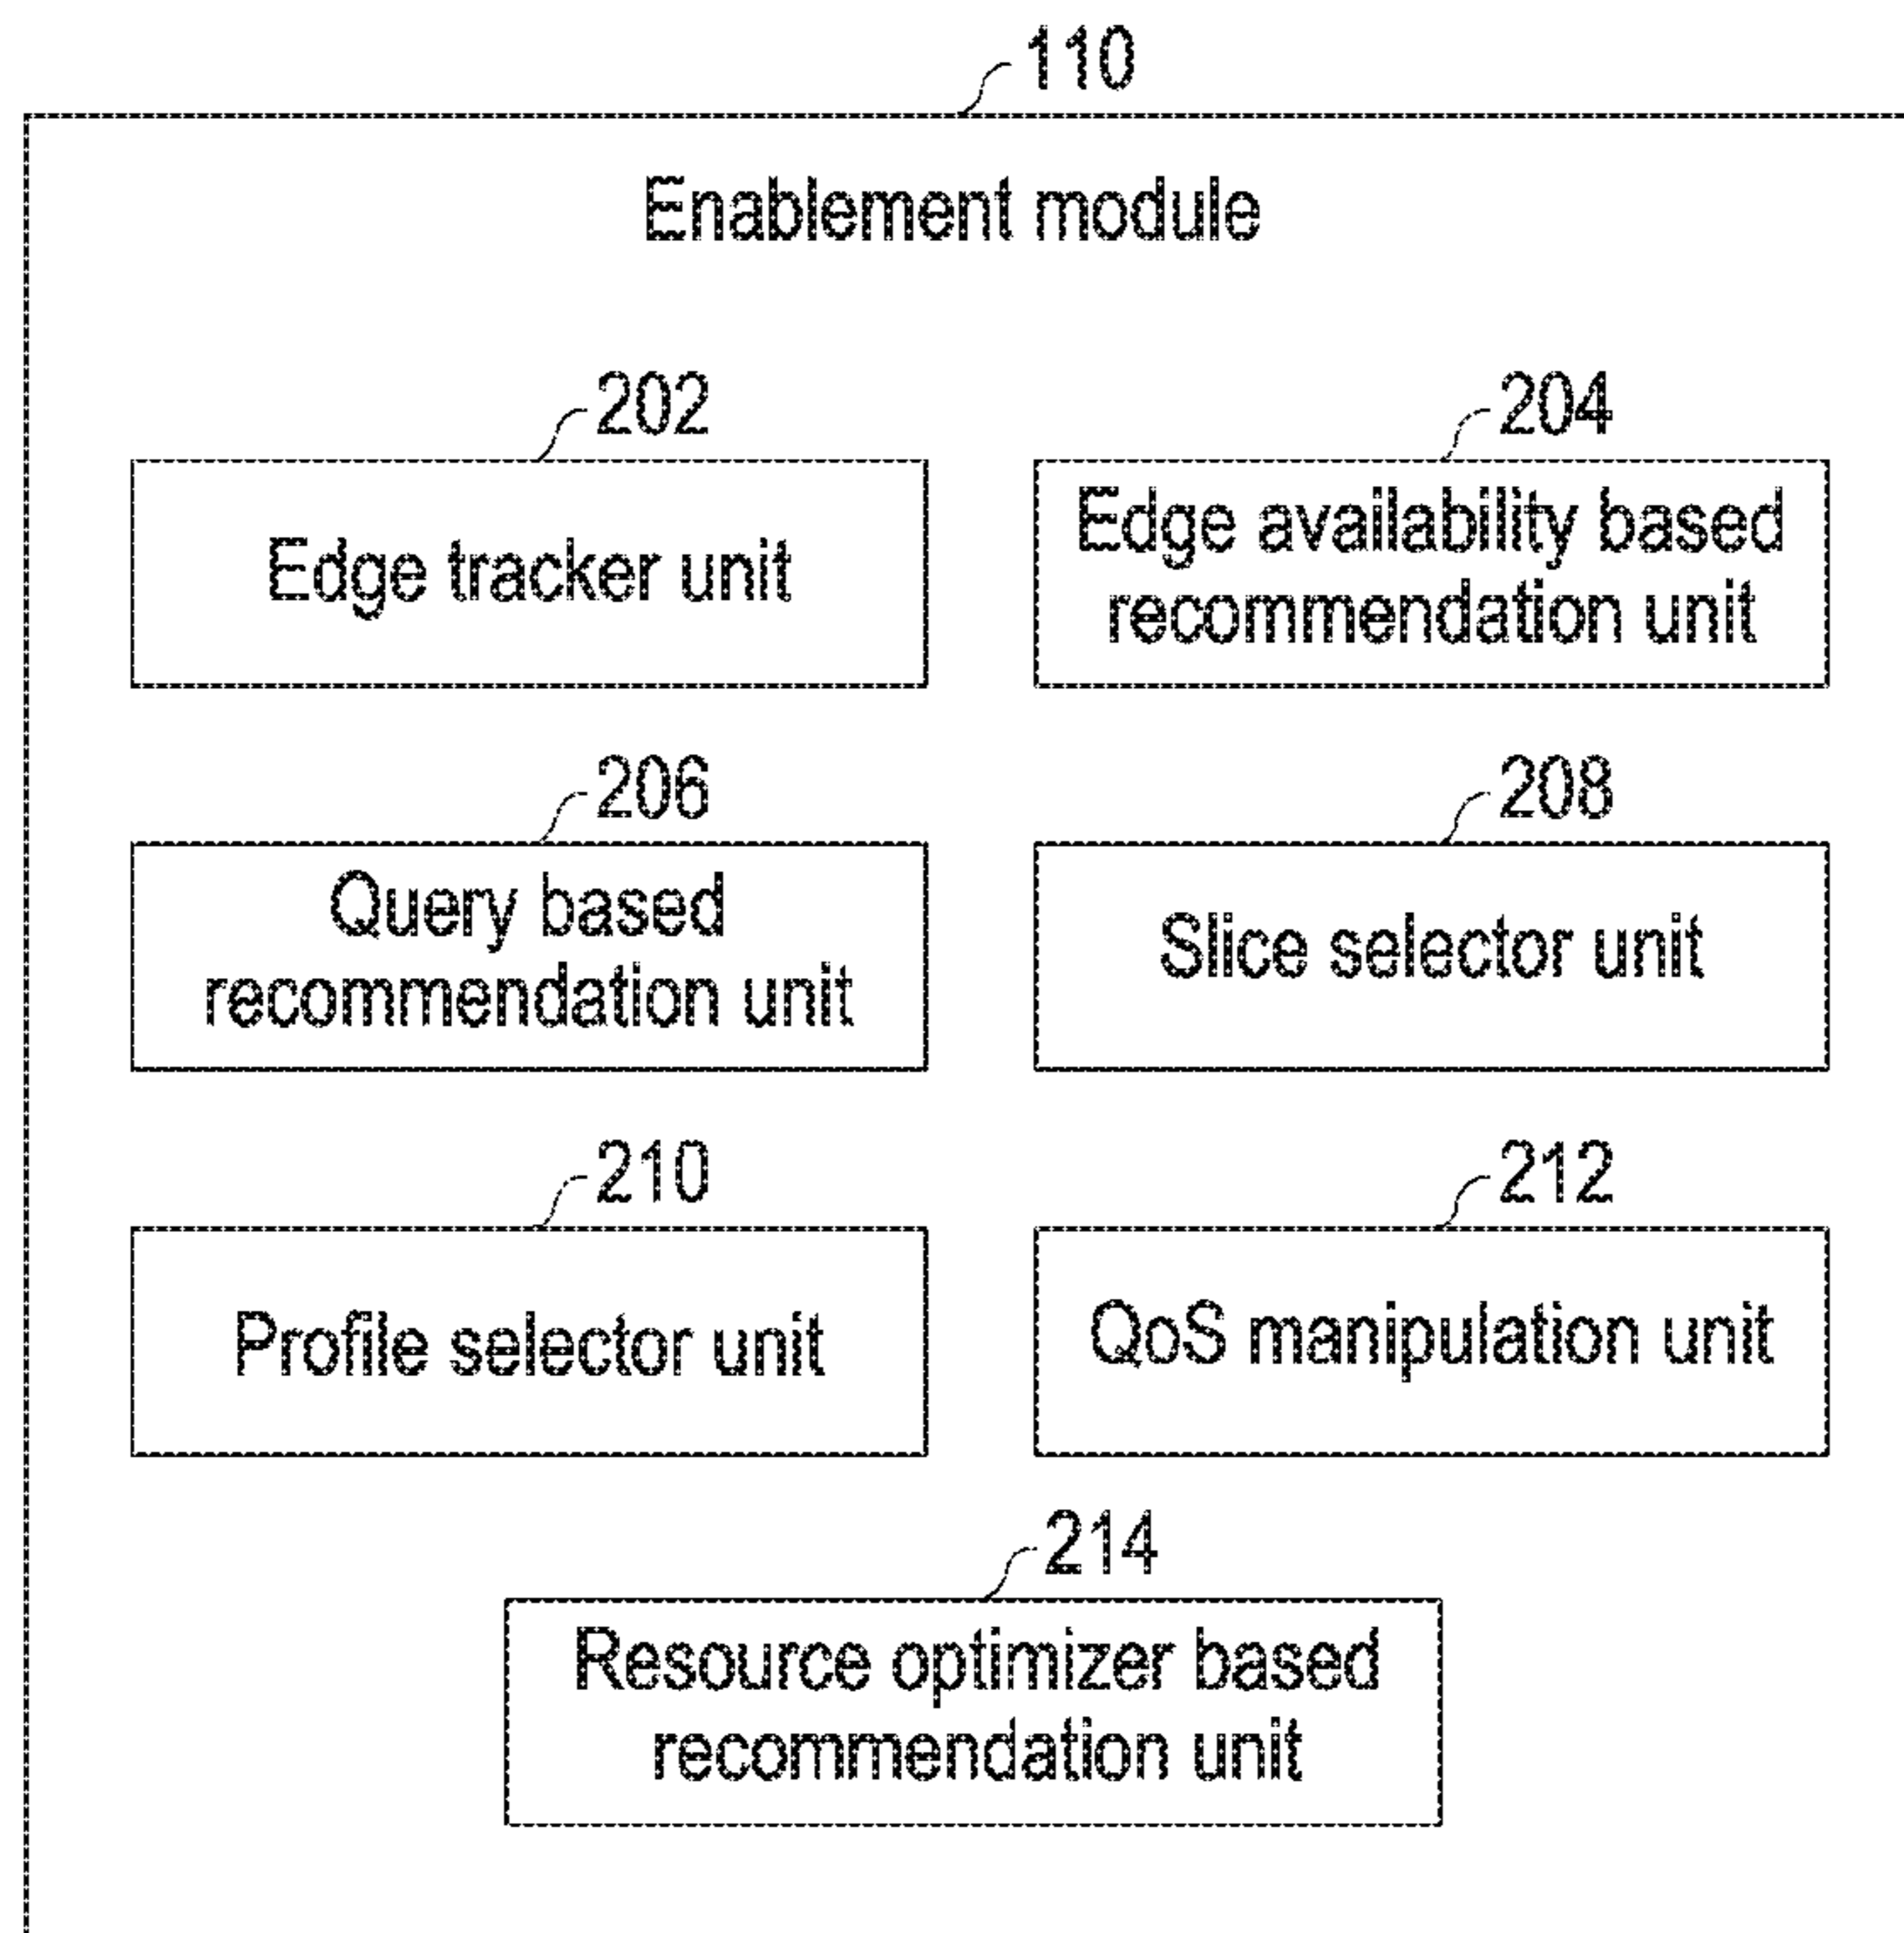 110
Enablement module
202
204
Edge tracker unit
Edge availability based
recommendation unit
206
208
Query based
recommendation unit
Slice selector unit
210
212
Profile selector unit
QoS manipulation unit
214
Resource optimizer based
recommendation unit